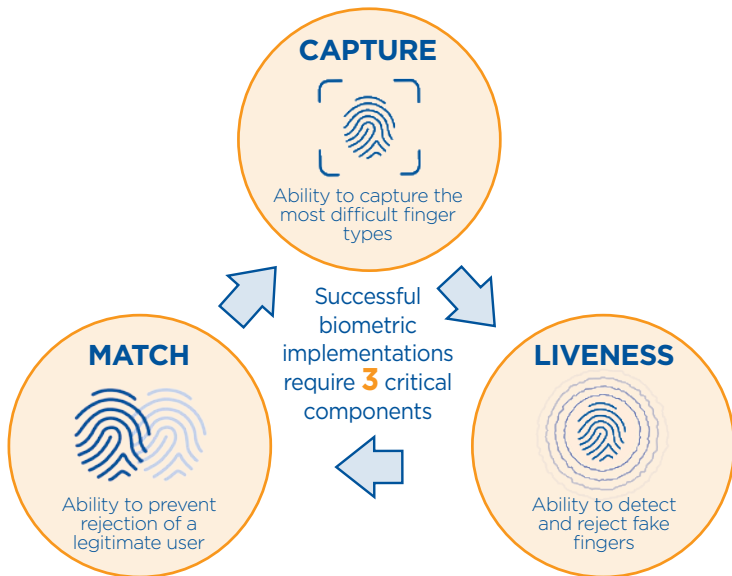 CAPTURE
Ability to capture the
most difficult finger
types
Successful
biometric
implementations
require 3 critical
components
MATCH
Ability to prevent
rejection of a
legitimate user
LIVENESS
Ability to detect
and reject fake
fingers